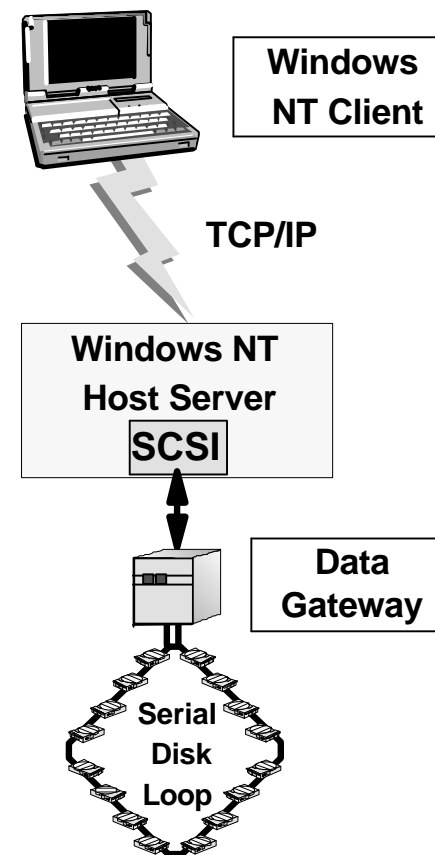 Windows
NT Client
TCP/IP
Windows NT
Host Server
SCSI
Data
Gateway
Serial
Disk
Loop